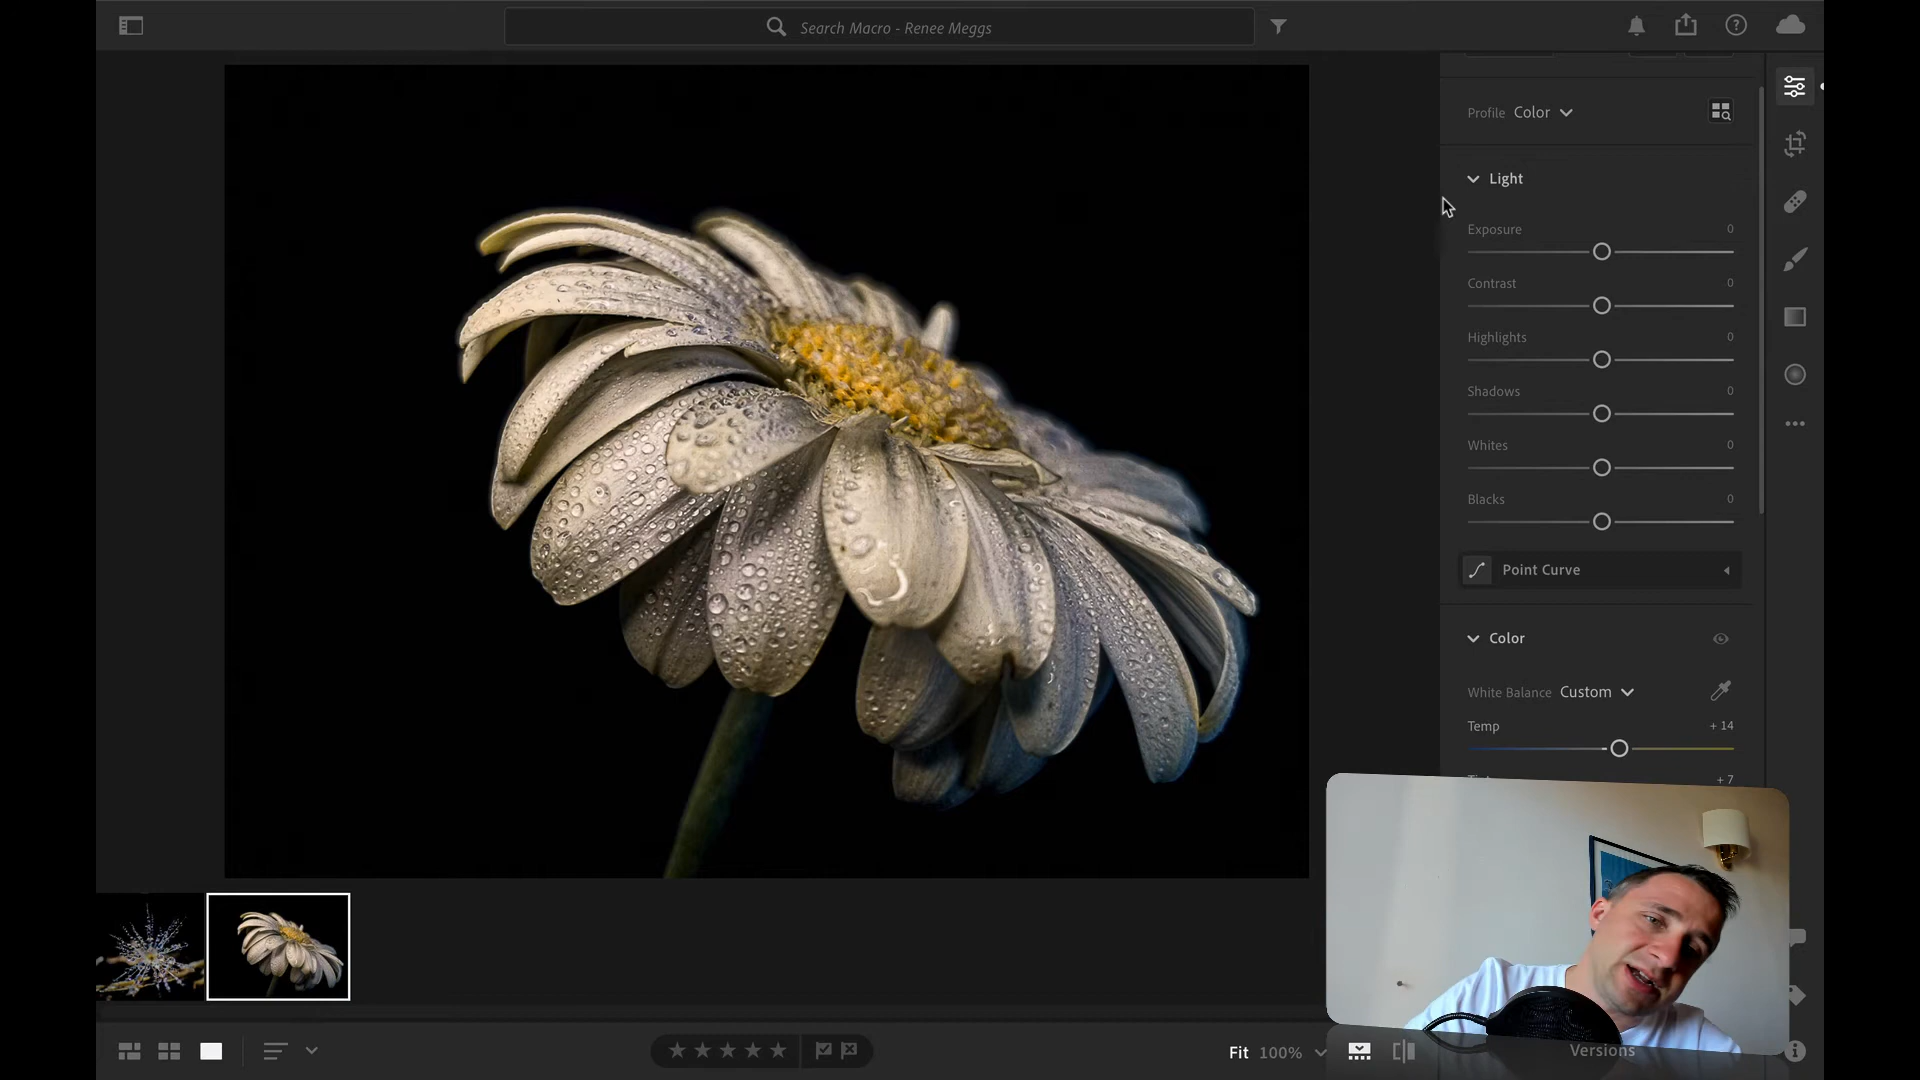 Search Macro - Renee Meggs
Profile Color
Light
Exposure 0
Contrast 0
Highlights 0
Shadows 0
Whites 0
Blacks 0
Point Curve
Color
White Balance Custom
Temp + 14
+ 7
Fit 100%
Versions